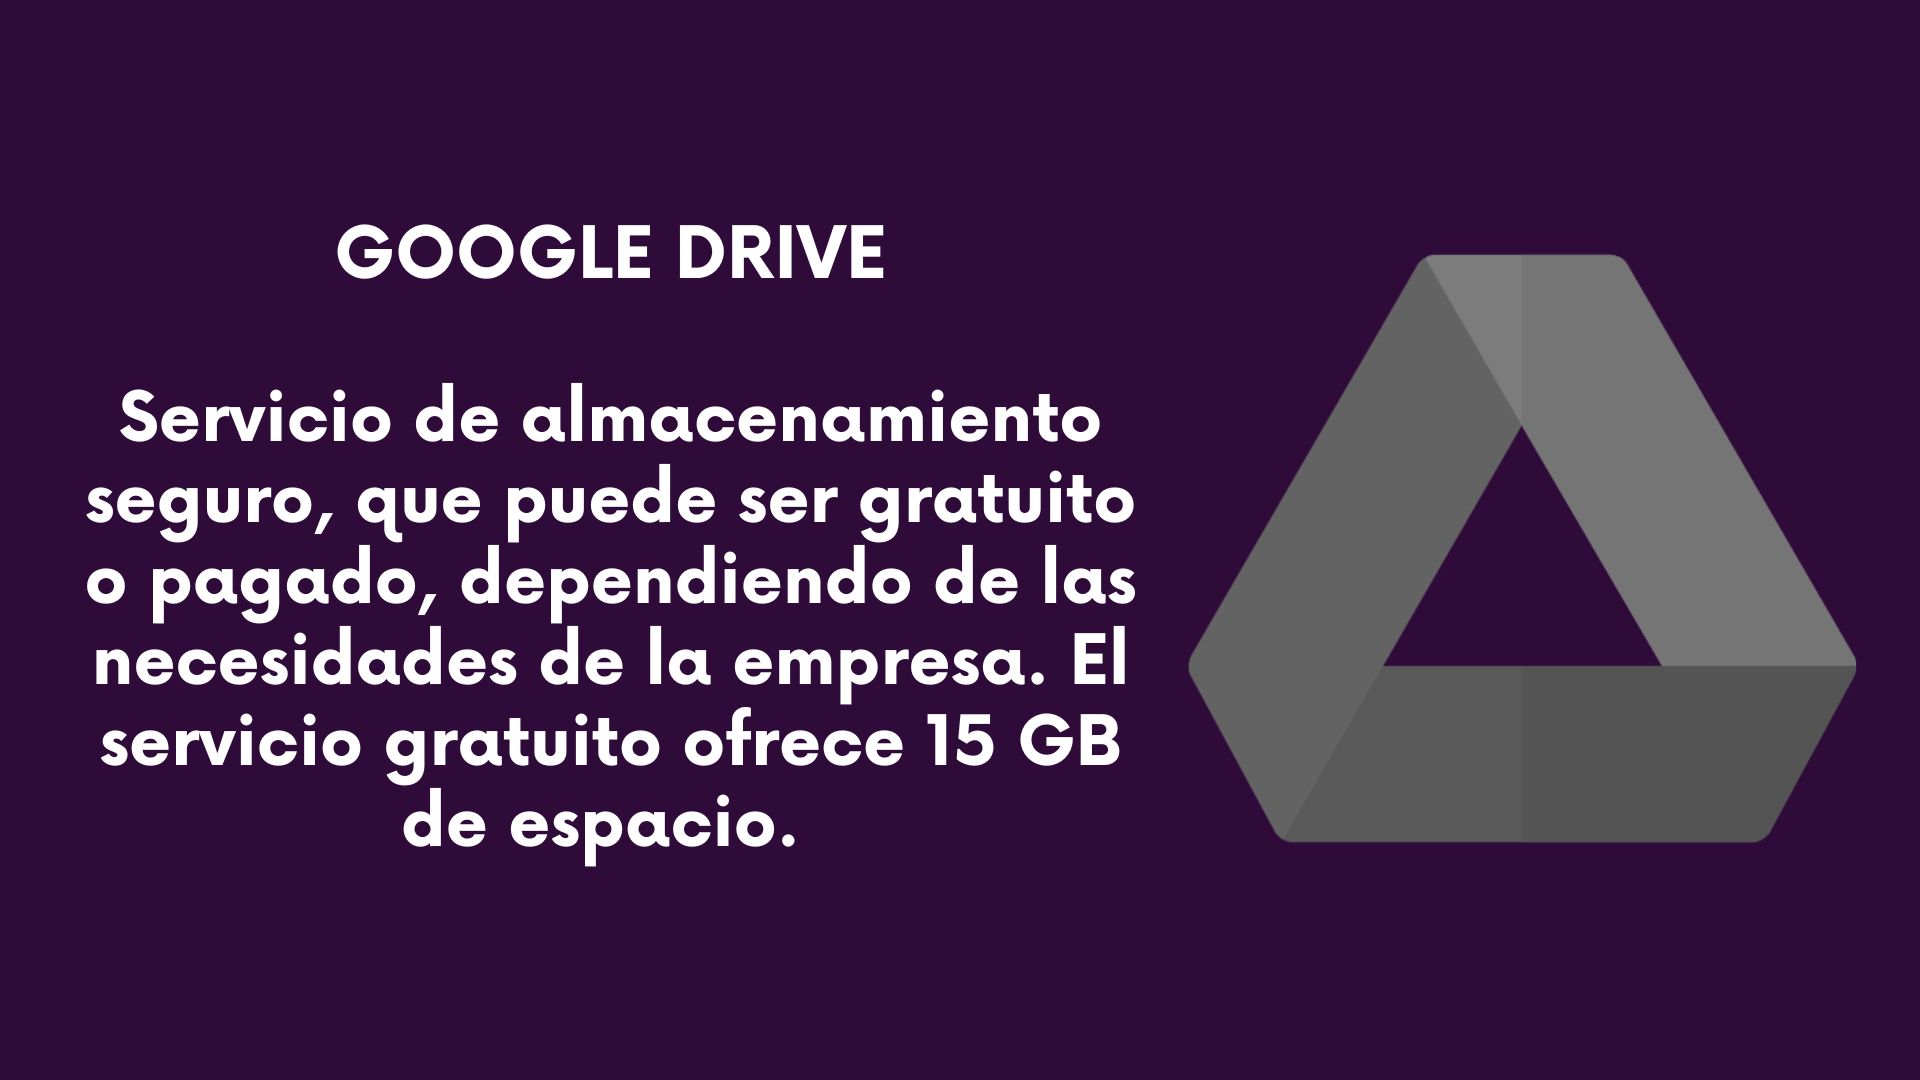 GOOGLE DRIVE
Servicio de almacenamiento
seguro, que puede ser gratuito
o pagado, dependiendo de las
necesidades de la empresa. El
servicio gratuito ofrece 15 GB
de espacio.